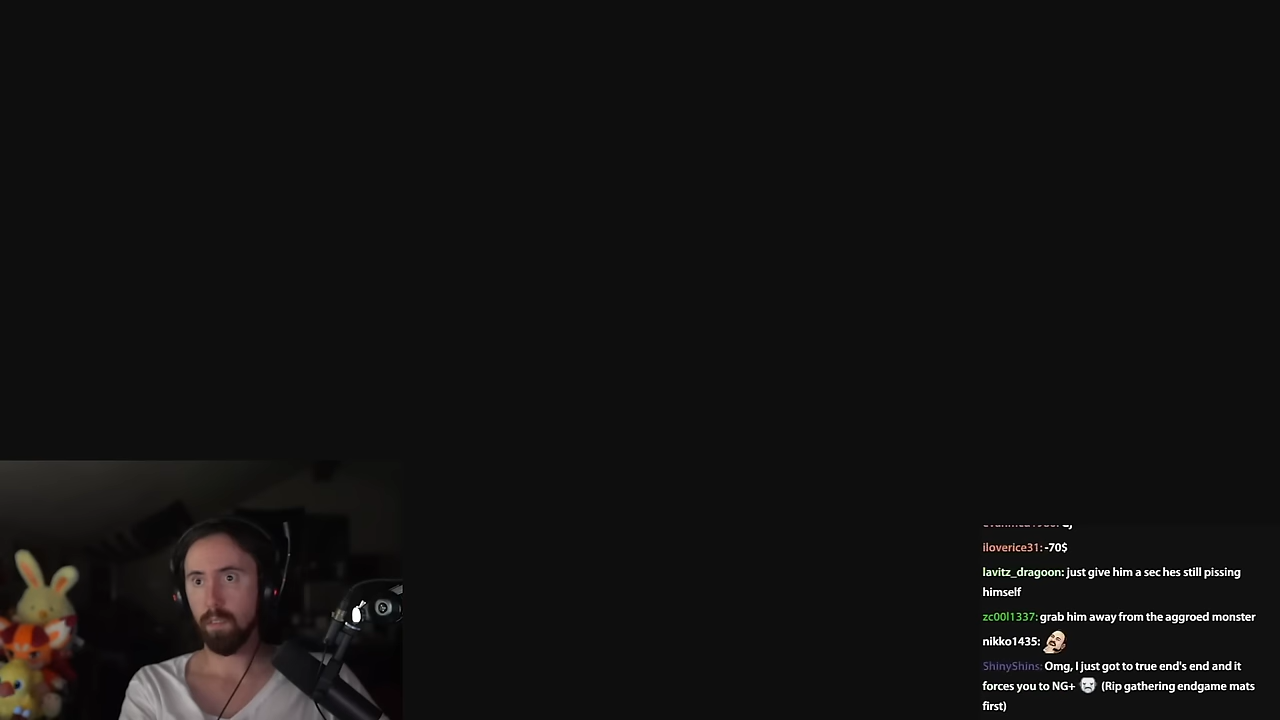 iloverice31: -70$
lavitz_dragoon: just give him a sec hes still pissing
himself
zc00l1337: grab him away from the aggroed monster
nikko1435:
ShinyShins: Omg, I just got to true end's end and it
forces you to NG+ (Rip gathering endgame mats
first)